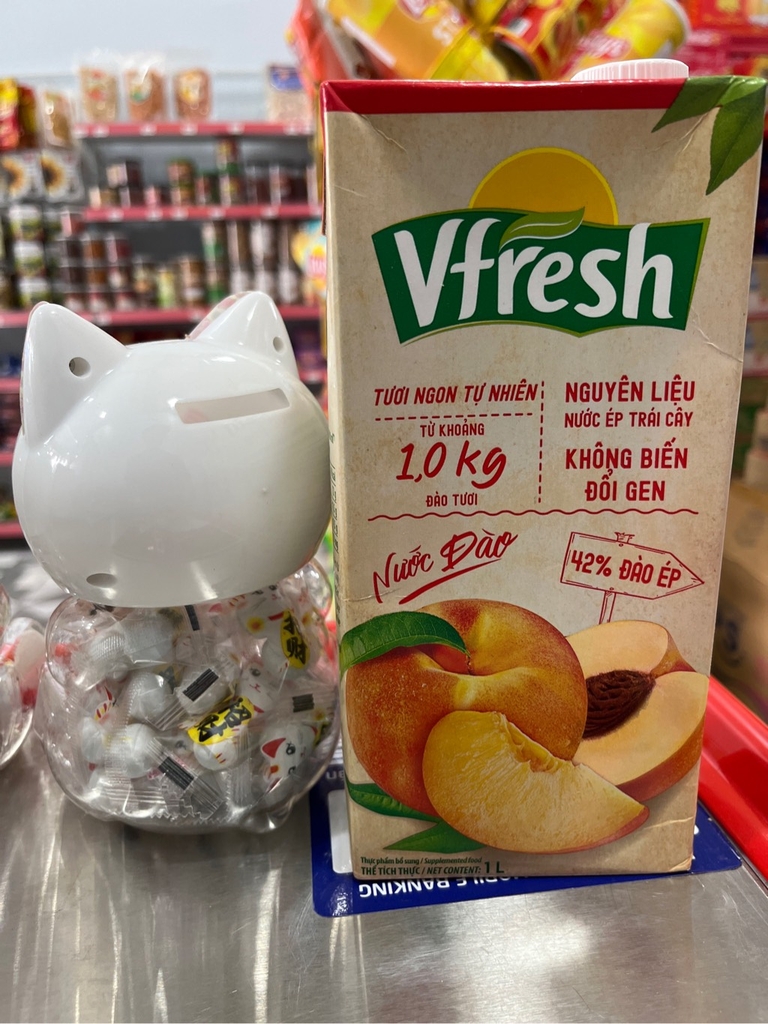 Vfresh
TƯƠI NGON TỰ NHIÊN
TỪ KHOẢNG
1,0 kg
ĐÀO TƯƠI
NGUYÊN LIỆU
NƯỚC ÉP TRÁI CÂY
KHÔNG BIẾN
ĐỔI GEN
Nước Đào
42% ĐÀO ÉP
Thực phẩm bổ sung / Supplemented food
THỂ TÍCH THỰC / NET CONTENT: 1 L
MOBILE BANKING